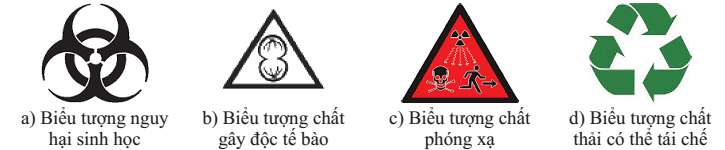 a) Biểu tượng nguy
hại sinh học
b) Biểu tượng chất
gây độc tế bào
c) Biểu tượng chất
phóng xạ
d) Biểu tượng chất
thải có thể tái chế